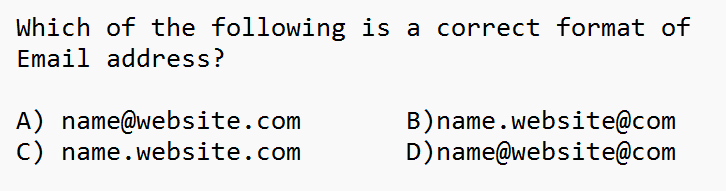 Which of the following is a correct format of
Email address?
A) name@website.com B)name.website@com
C) name.website.com D)name@website@com